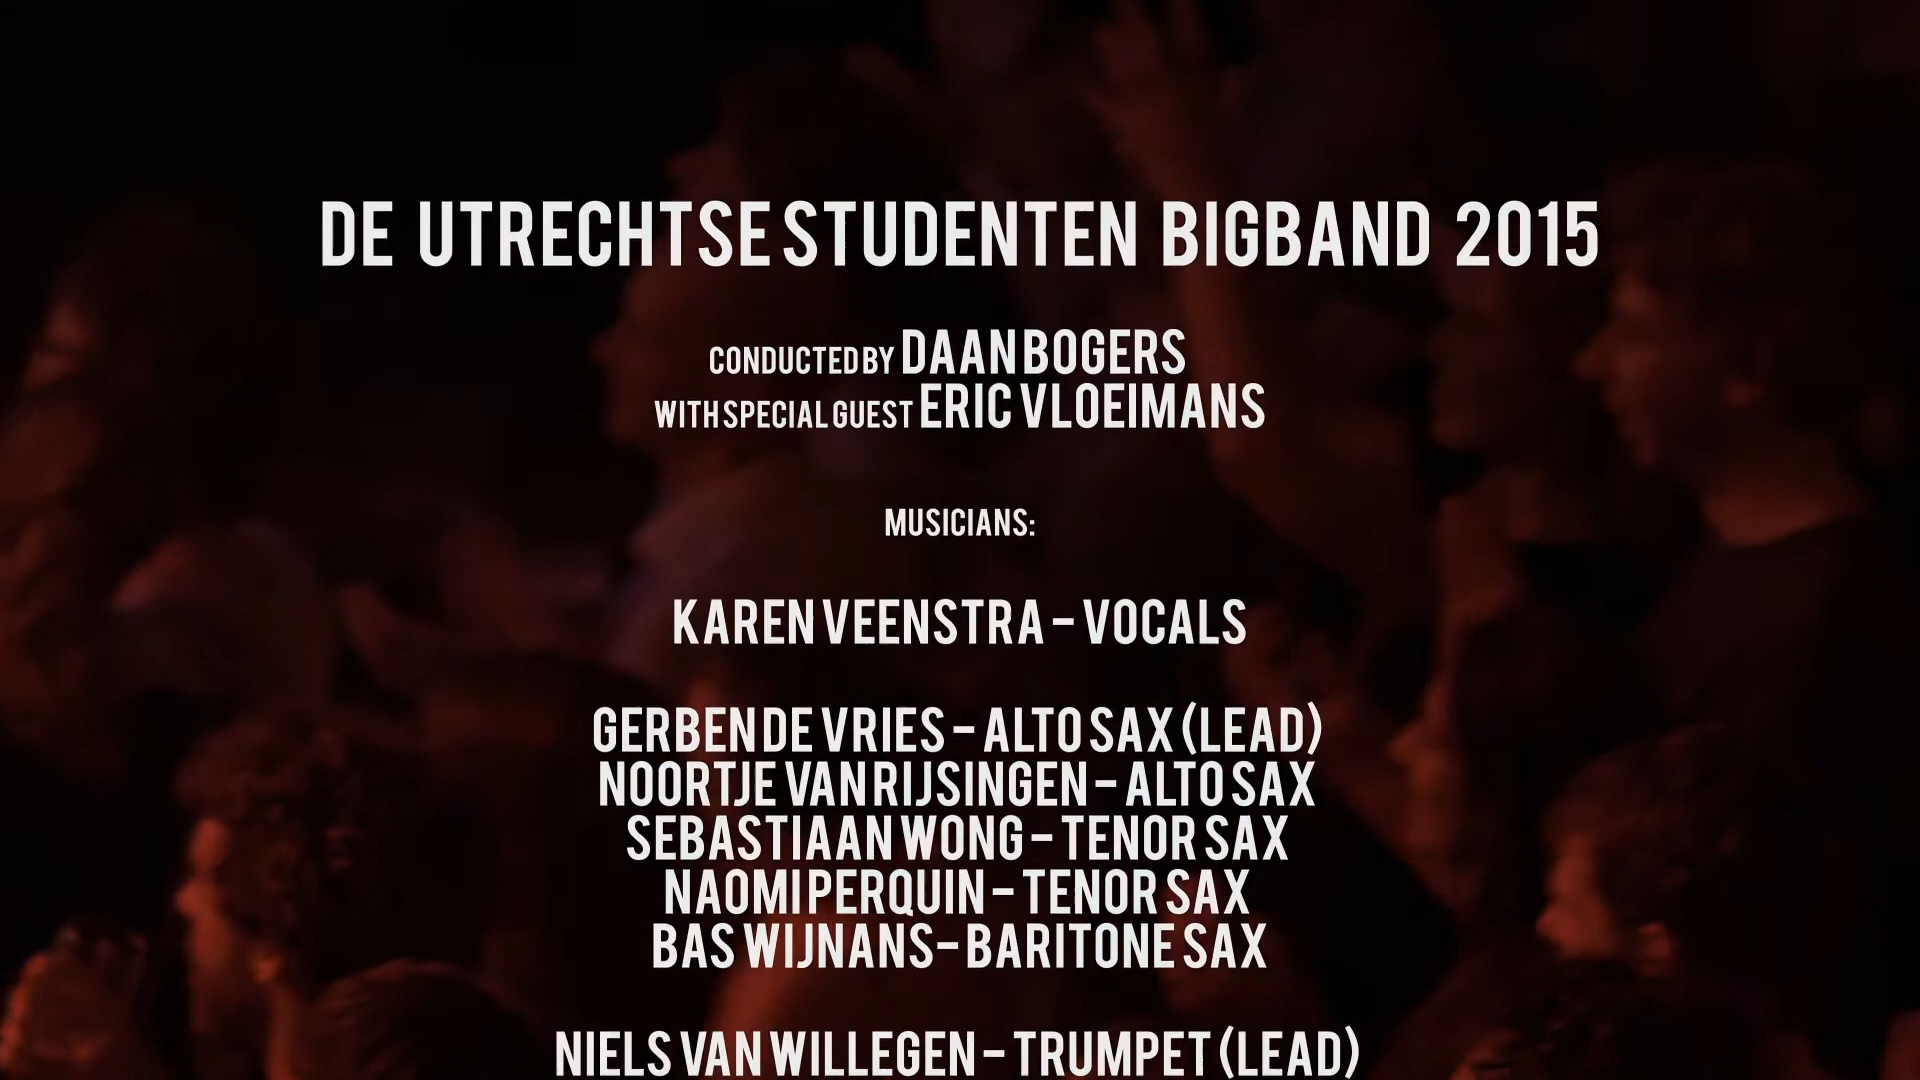 DE UTRECHTSE STUDENTEN BIGBAND 2015
CONDUCTED BY DAAN BOGERS
WITH SPECIAL GUEST ERIC VLOEIMANS
MUSICIANS:
KAREN VEENSTRA – VOCALS
GERBEN DE VRIES – ALTO SAX (LEAD)
NOORTJE VAN RIJSINGEN – ALTO SAX
SEBASTIAAN WONG – TENOR SAX
NAOMI PERQUIN – TENOR SAX
BAS WIJNANS– BARITONE SAX
NIELS VAN WILLEGEN – TRUMPET (LEAD)